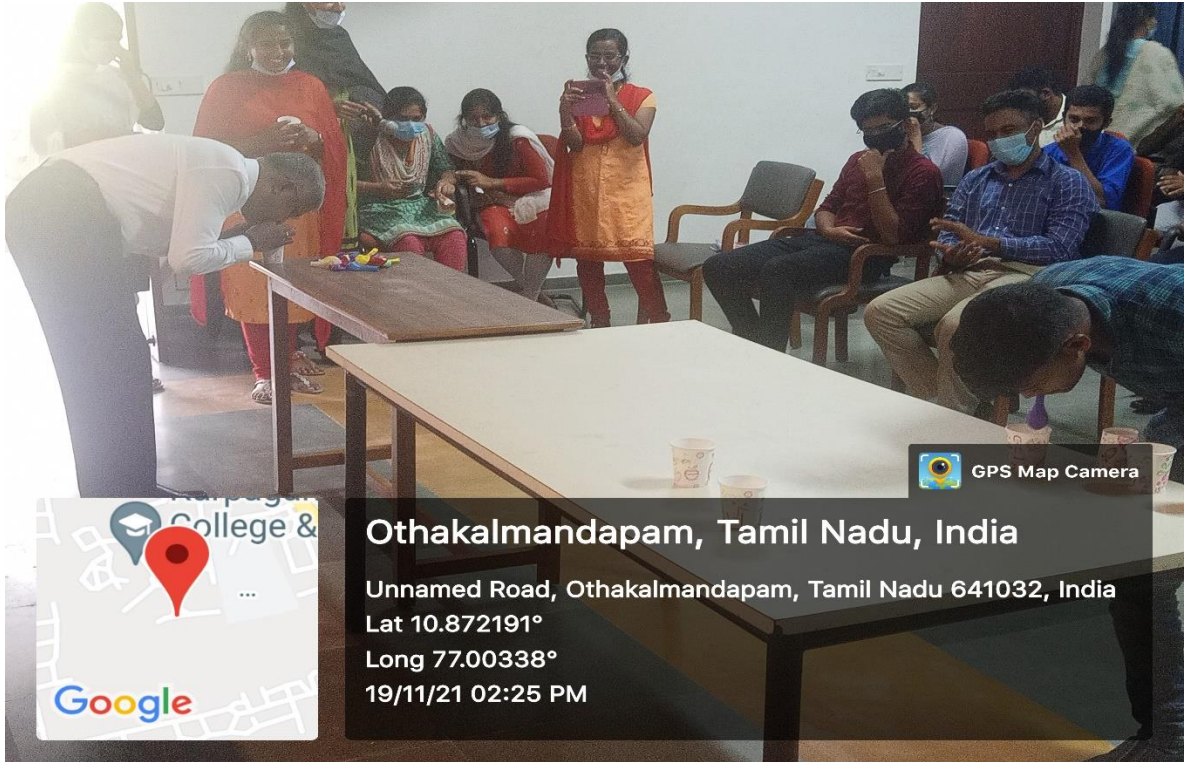 GPS Map Camera
College &
Google
Othakalmandapam, Tamil Nadu, India
Unnamed Road, Othakalmandapam, Tamil Nadu 641032, India
Lat 10.872191°
Long 77.00338°
19/11/21 02:25 PM